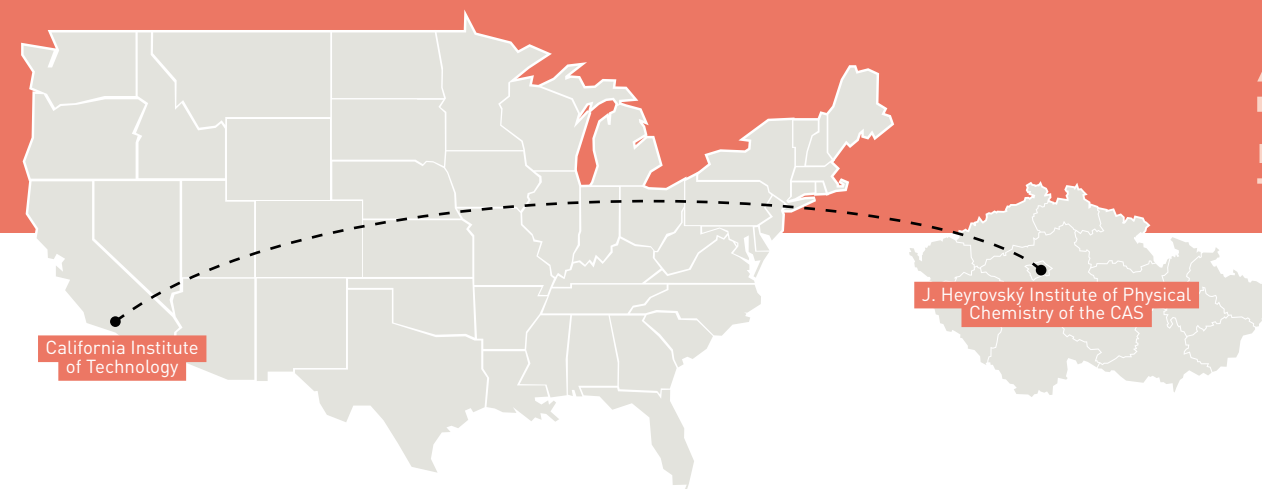 California Institute
of Technology
J. Heyrovský Institute of Physical
Chemistry of the CAS